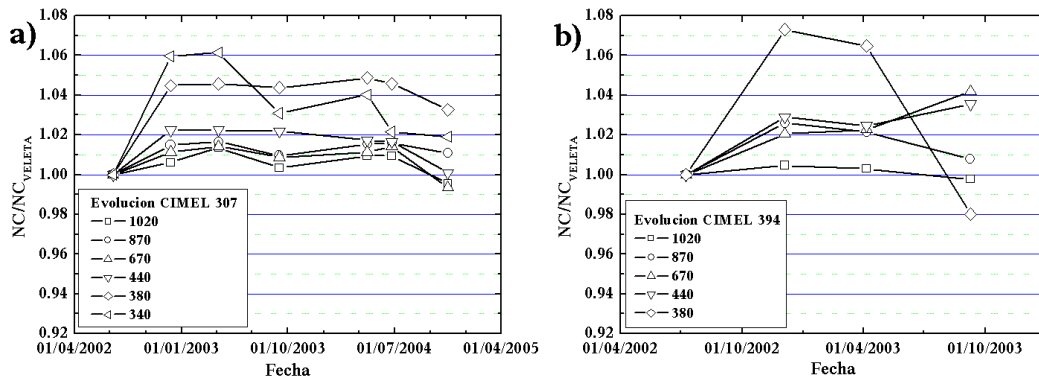 a)
NC/NC VELETA
1.08
1.06
1.04
1.02
1.00
0.98
0.96
0.94
0.92
Evolucion CIMEL 307
1020
870
670
440
380
340
01/04/2002 01/01/2003 01/10/2003 01/07/2004 01/04/2005
Fecha
b)
NC/NC VELETA
1.08
1.06
1.04
1.02
1.00
0.98
0.96
0.94
0.92
Evolucion CIMEL 394
1020
870
670
440
380
01/04/2002 01/10/2002 01/04/2003 01/10/2003
Fecha